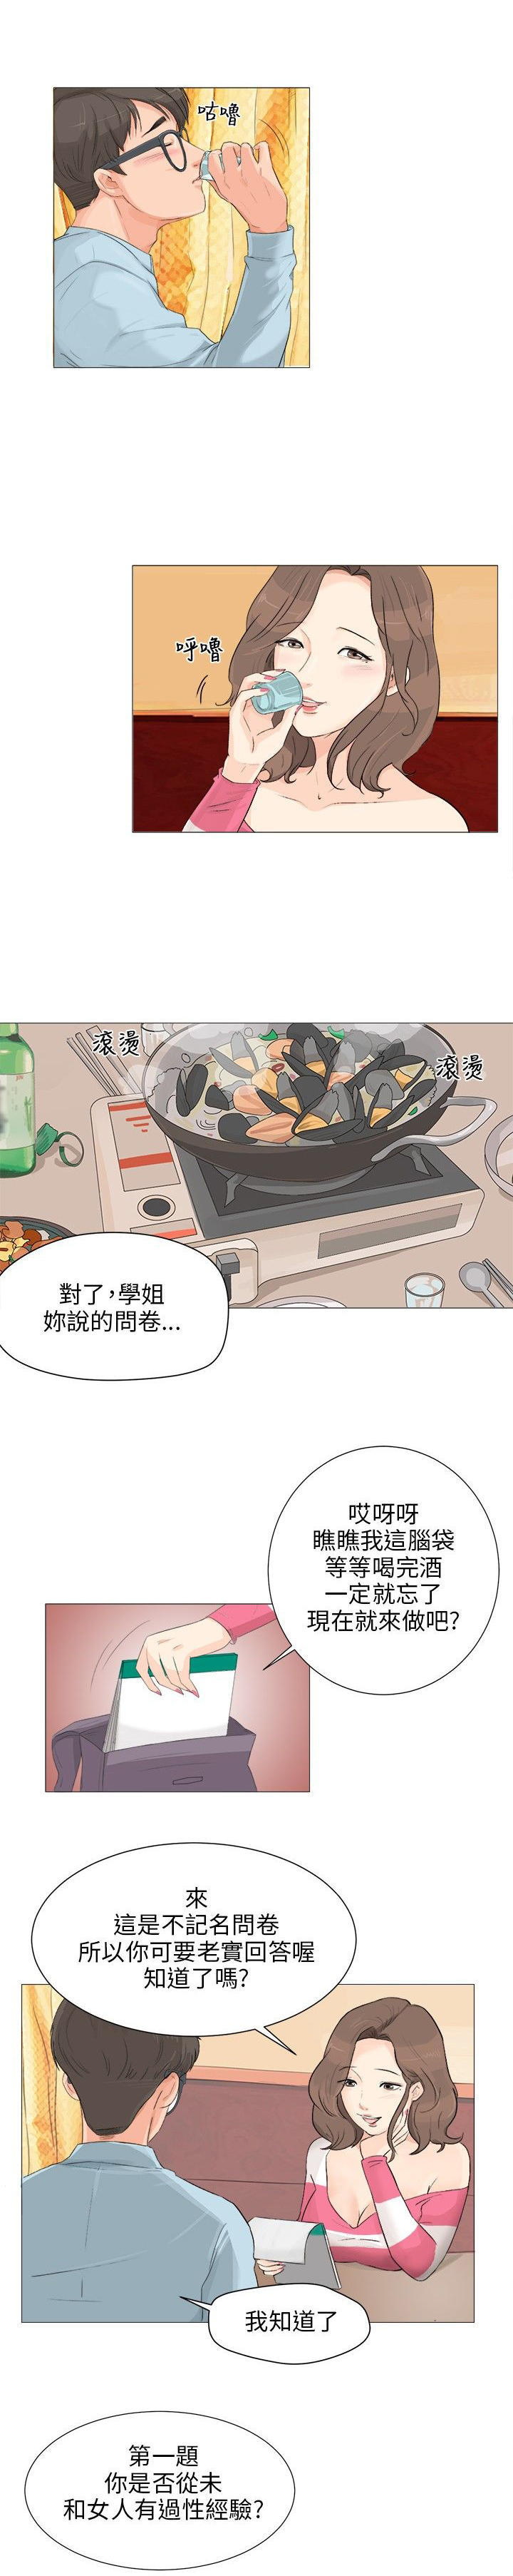 咕嚕
呼嚕
滾燙
滾燙
對了，學姐
妳說的問卷...
哎呀呀
瞧瞧我這腦袋
等等喝完酒
一定就忘了
現在就來做吧?
來
這是不記名問卷
所以你可要老實回答喔
知道了嗎?
我知道了
第一題
你是否從未
和女人有過性經驗?